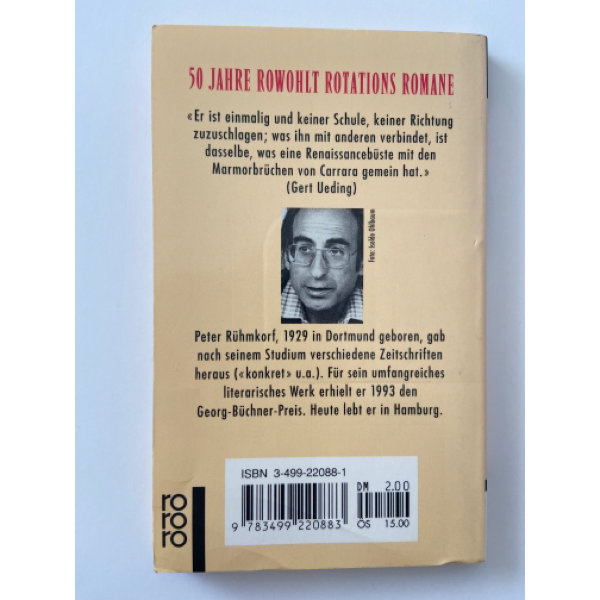 50 JAHRE ROWOHLT ROTATIONS ROMANE
«Er ist einmalig und keiner Schule, keiner Richtung
zuzuschlagen; was ihn mit anderen verbindet, ist
dasselbe, was eine Renaissancebüste mit den
Marmorbrüchen von Carrara gemein hat.»
(Gert Ueding)
Foto: Isolde Ohlbaum
Peter Rühmkorf, 1929 in Dortmund geboren, gab
nach seinem Studium verschiedene Zeitschriften
heraus («konkret» u.a.). Für sein umfangreiches
literarisches Werk erhielt er 1993 den
Georg-Büchner-Preis. Heute lebt er in Hamburg.
ro
ro
ro
ISBN 3-499-22088-1
DM 2.00
ÖS 15.00
9 783499 220883